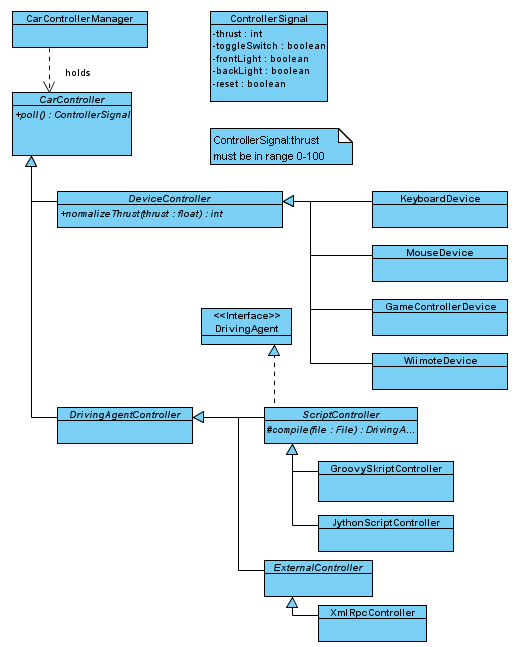 CarControllerManager
holds
CarController
+poll() : ControllerSignal
ControllerSignal
-thrust : int
-toggleSwitch : boolean
-frontLight : boolean
-backLight : boolean
-reset : boolean
ControllerSignal:thrust
must be in range 0-100
DeviceController
+normalizeThrust(thrust : float) : int
KeyboardDevice
MouseDevice
GameControllerDevice
WiimoteDevice
<<Interface>>
DrivingAgent
DrivingAgentController
ScriptController
#compile(file : File) : DrivingA...
GroovySkriptController
JythonScriptController
ExternalController
XmlRpcController